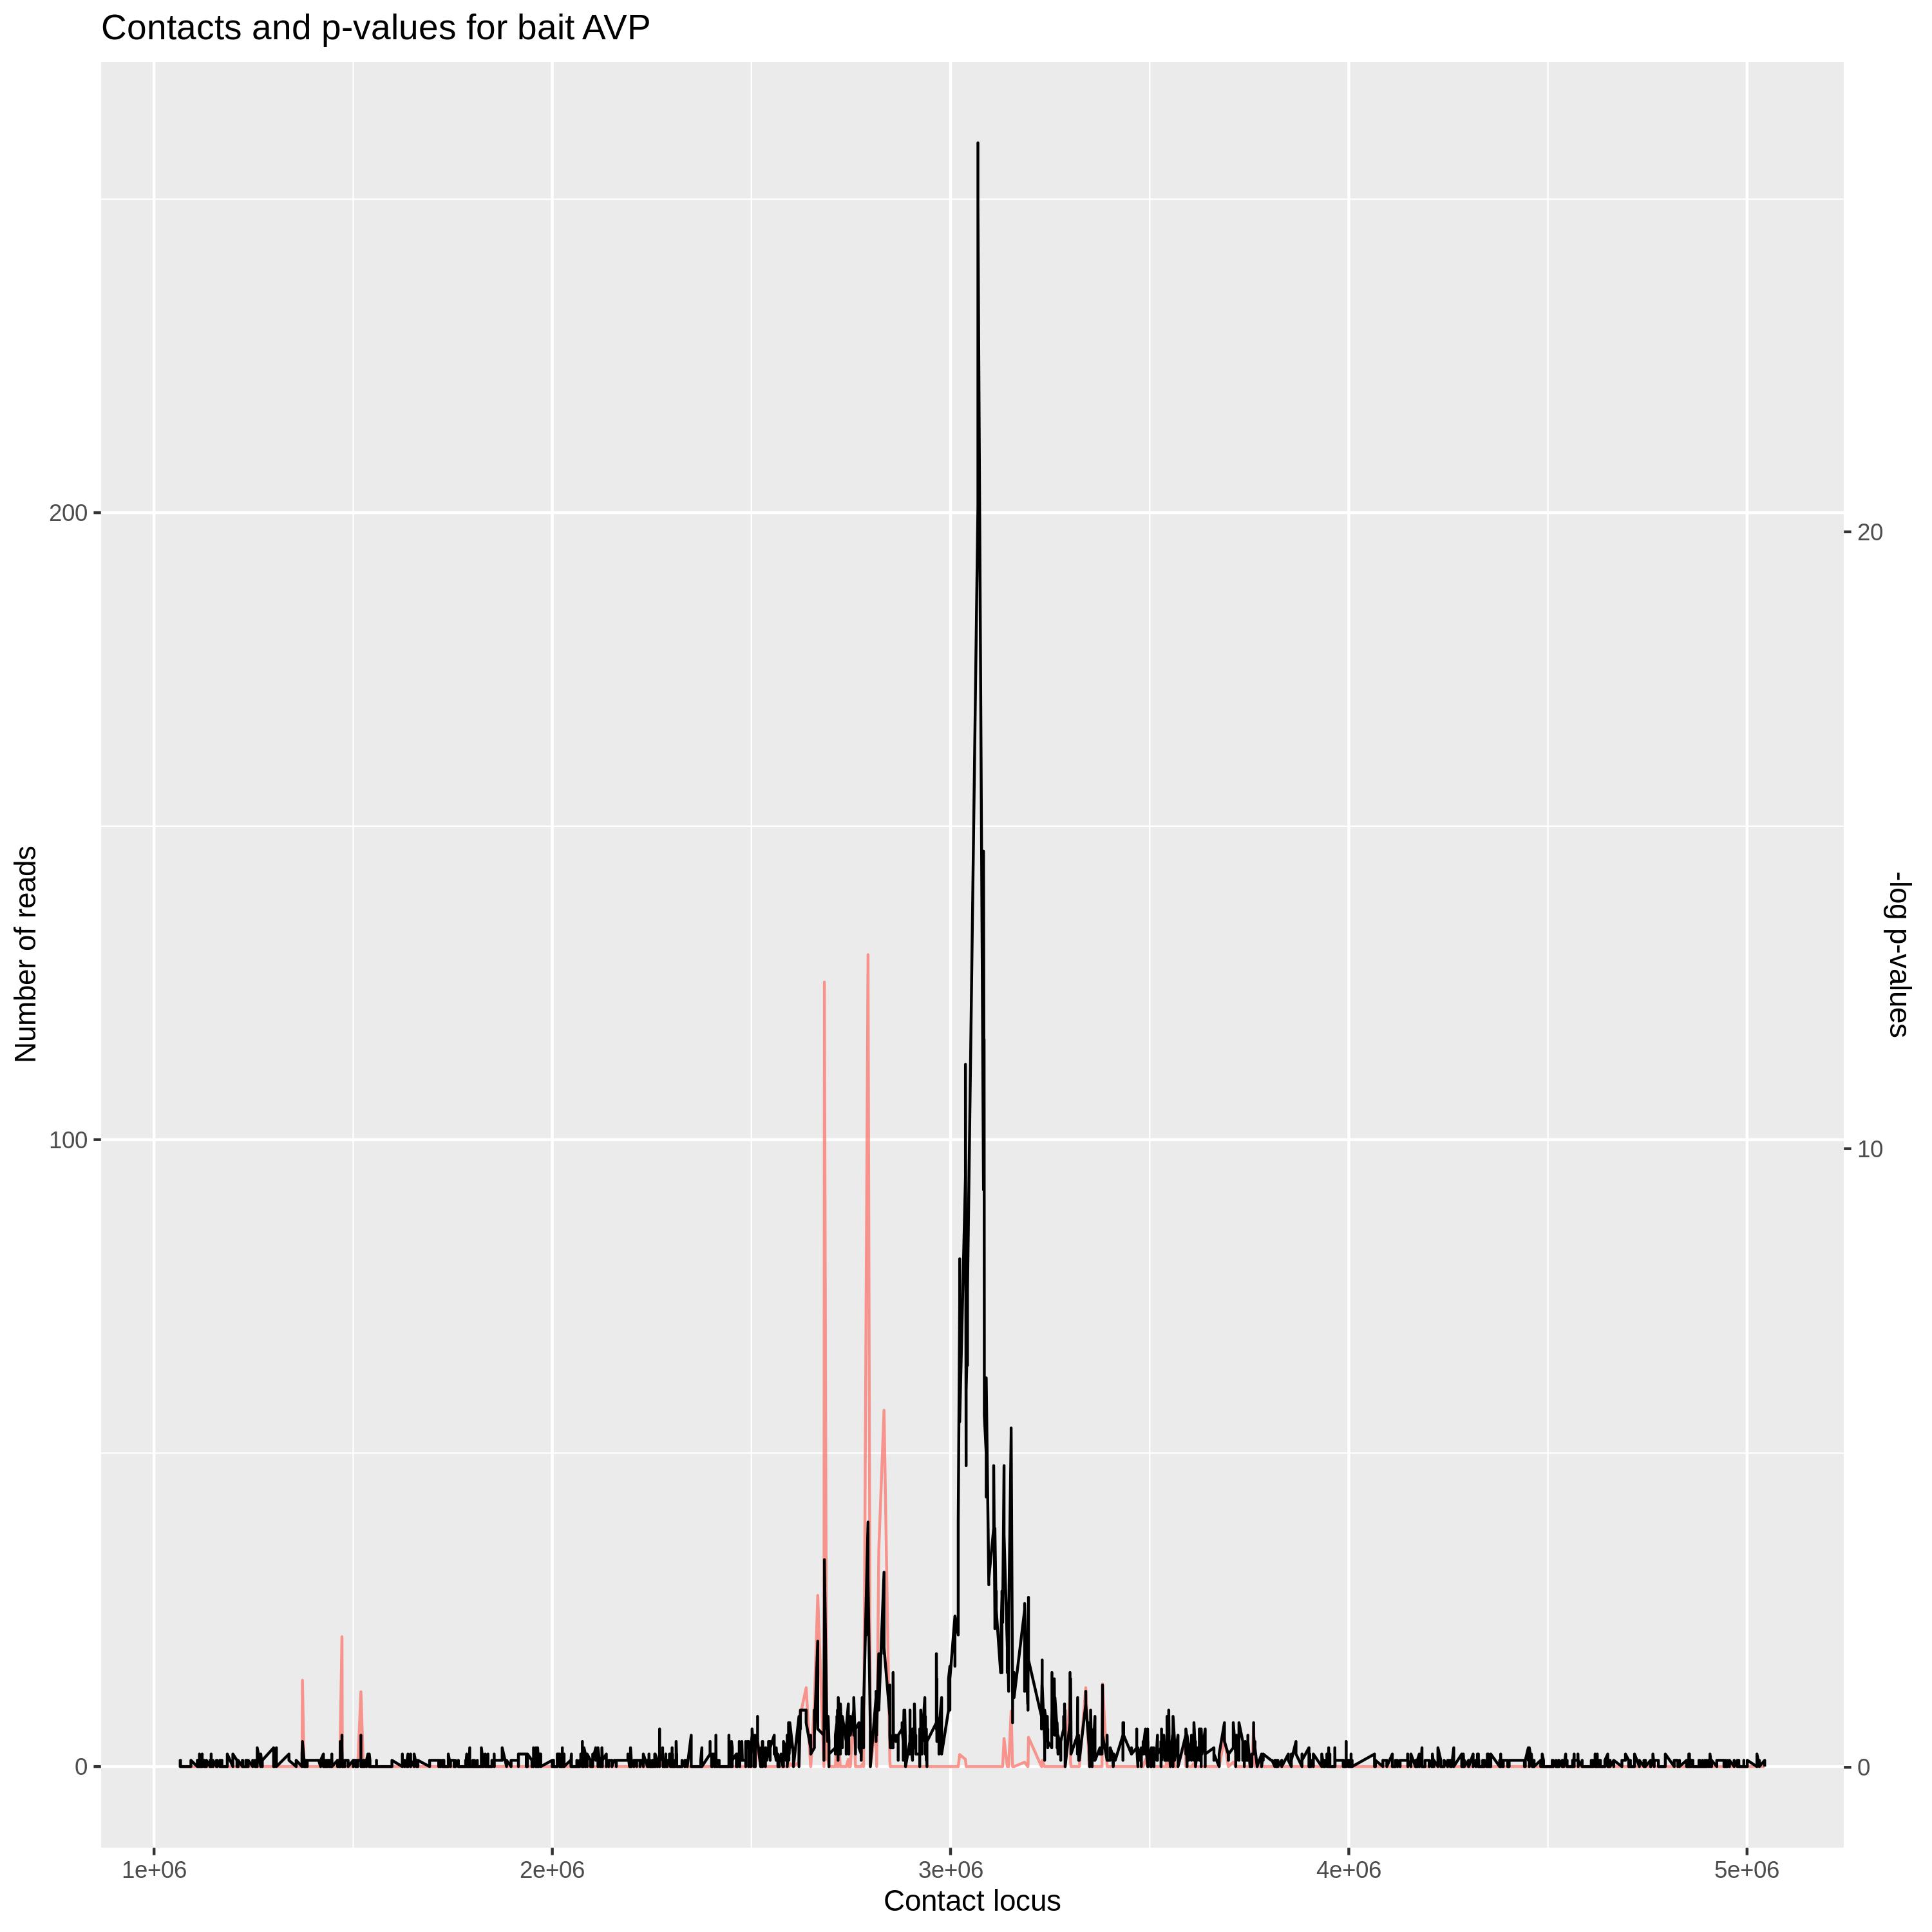 Contacts and p-values for bait AVP
Number of reads
200
100
0
20
10
0
-log p-values
1e+06
2e+06
3e+06
4e+06
5e+06
Contact locus